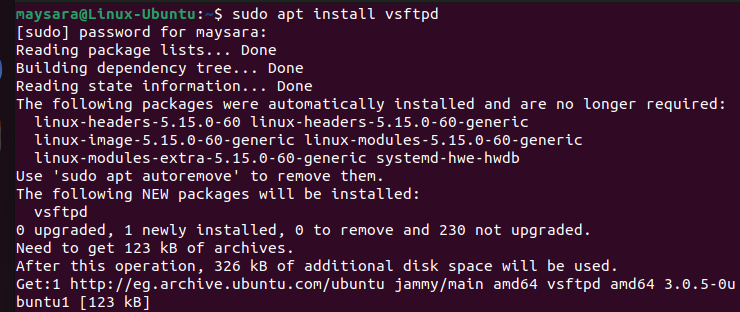 maysara@Linux-Ubuntu:~$ sudo apt install vsftpd
[sudo] password for maysara:
Reading package lists... Done
Building dependency tree... Done
Reading state information... Done
The following packages were automatically installed and are no longer required:
  linux-headers-5.15.0-60 linux-headers-5.15.0-60-generic
  linux-image-5.15.0-60-generic linux-modules-5.15.0-60-generic
  linux-modules-extra-5.15.0-60-generic systemd-hwe-hwdb
Use 'sudo apt autoremove' to remove them.
The following NEW packages will be installed:
  vsftpd
0 upgraded, 1 newly installed, 0 to remove and 230 not upgraded.
Need to get 123 kB of archives.
After this operation, 326 kB of additional disk space will be used.
Get:1 http://eg.archive.ubuntu.com/ubuntu jammy/main amd64 vsftpd amd64 3.0.5-0u
buntu1 [123 kB]